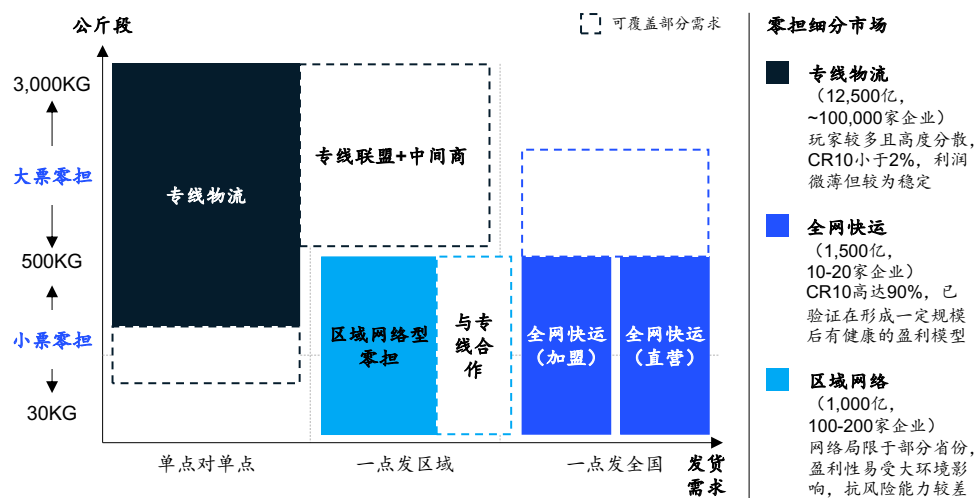 公斤段
可覆盖部分需求
3,000KG
大票零担
500KG
小票零担
30KG
专线物流
专线联盟+中间商
区域网络型
零担
与专
线合
作
全网快运
（加盟）
全网快运
（直营）
单点对单点
一点发区域
一点发全国
发货
需求
零担细分市场
专线物流
（12,500亿，
~100,000家企业）
玩家较多且高度分散，
CR10小于2%，利润
微薄但较为稳定
全网快运
（1,500亿，
10-20家企业）
CR10高达90%，已
验证在形成一定规模
后有健康的盈利模型
区域网络
（1,000亿，
100-200家企业）
网络局限于部分省份，
盈利性易受大环境影
响，抗风险能力较差